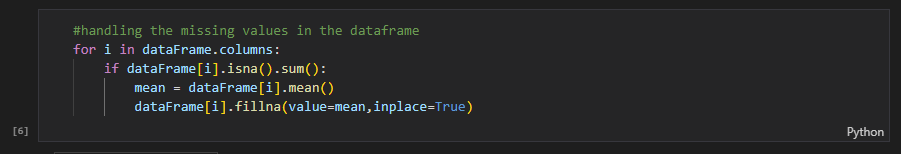 #handling the missing values in the dataframe
for i in dataFrame.columns:
    if dataFrame[i].isna().sum():
        mean = dataFrame[i].mean()
        dataFrame[i].fillna(value=mean,inplace=True)
[6]
Python